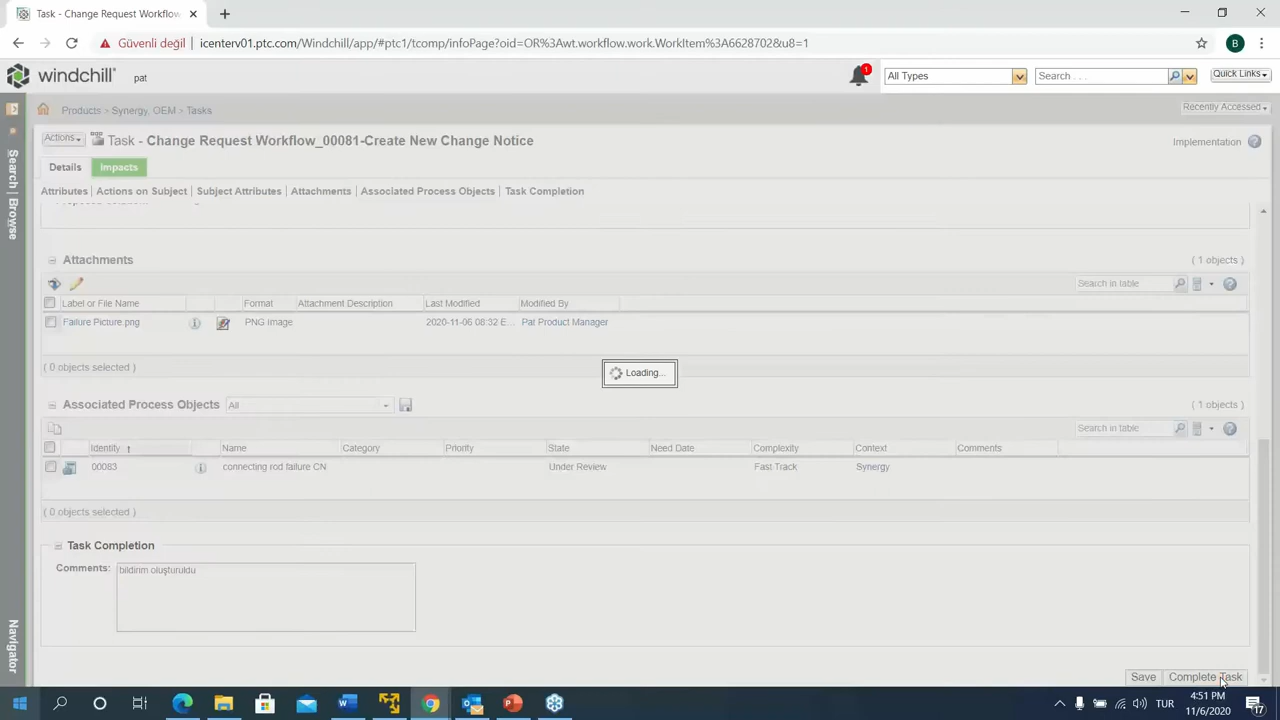 Task - Change Request Workflow_
Güvenli değil
icenterv01.ptc.com/Windchill/app/#ptc1/tcomp/infoPage?oid=OR%3Awt.workflow.work.WorkItem%3A6628702&u8=1
B
windchill
pat
1
All Types
Search . . .
Quick Links
Products > Synergy, OEM > Tasks
Recently Accessed
Actions
Task - Change Request Workflow_00081-Create New Change Notice
Implementation
Details
Impacts
Search | Browse
Attributes | Actions on Subject | Subject Attributes | Attachments | Associated Process Objects | Task Completion
Attachments
( 1 objects )
Search in table
Label or File Name Format Attachment Description Last Modified Modified By
Failure Picture.png PNG Image 2020-11-06 08:32 E... Pat Product Manager
( 0 objects selected )
Loading...
Associated Process Objects All
( 1 objects )
Search in table
Identity ↑ Name Category Priority State Need Date Complexity Context Comments
00083 connecting rod failure CN Under Review Fast Track Synergy
( 0 objects selected )
Task Completion
Comments: bildirim oluşturuldu
Navigator
Save Complete Task
TUR
4:51 PM
11/6/2020
17